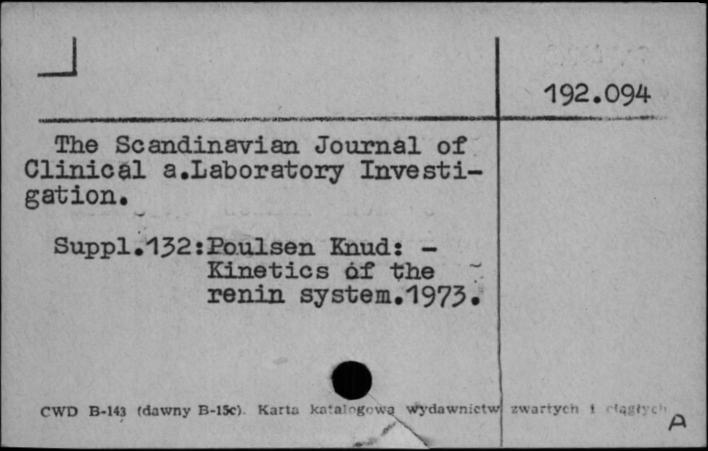 192.094
The Scandinavian Journal of
Clinical a.Laboratory Investi-
gation.
Suppl.132:Poulsen Knud: -
Kinetics of the
renin system.1973.
CWD B-143 (dawny B-15c). Karta katalogowa wydawnictw zwartych i ciągłych
A